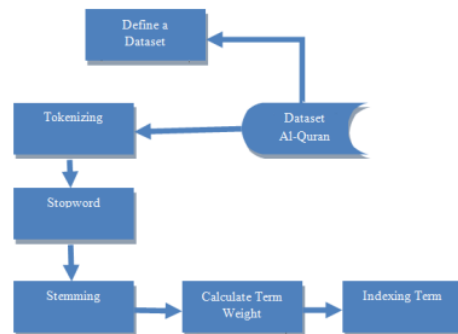 Define a
Dataset
Tokenizing
Dataset
Al-Quran
Stopword
Stemming
Calculate Term
Weight
Indexing Term